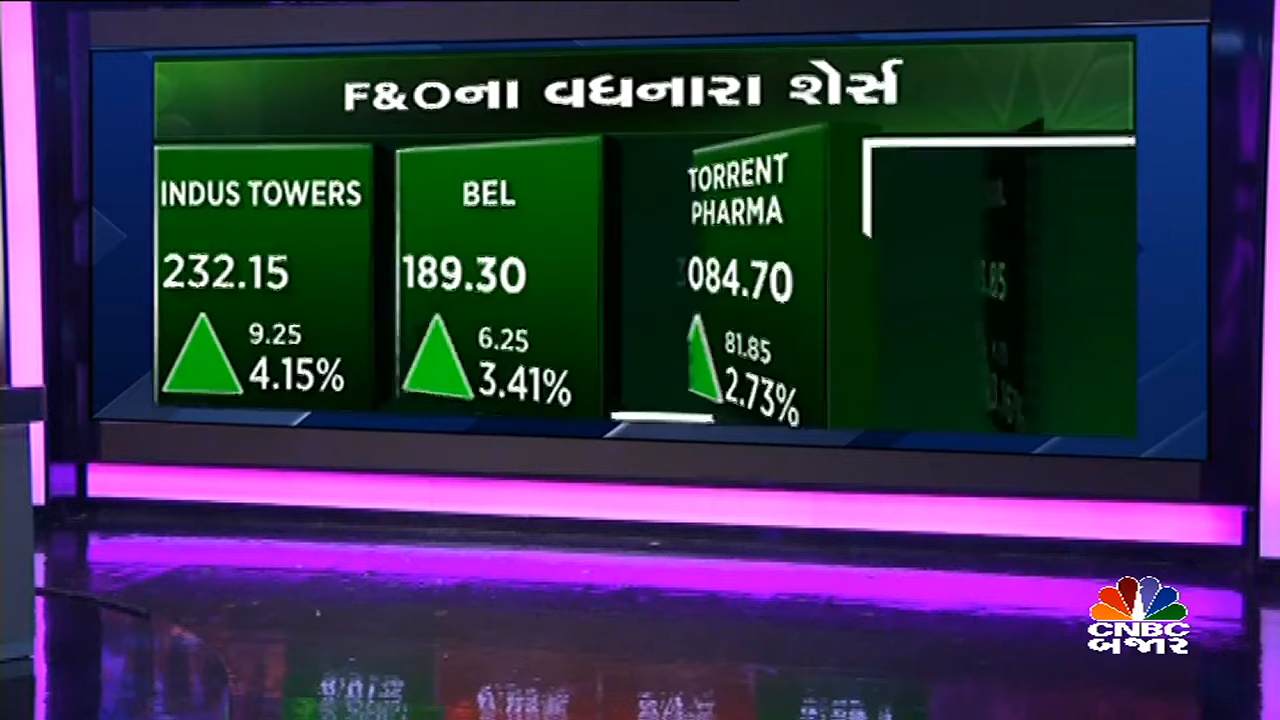 F&Oના વધનારા શેર્સ
INDUS TOWERS
232.15
9.25
4.15%
BEL
189.30
6.25
3.41%
TORRENT
PHARMA
084.70
81.85
2.73%
CNBC
બજાર